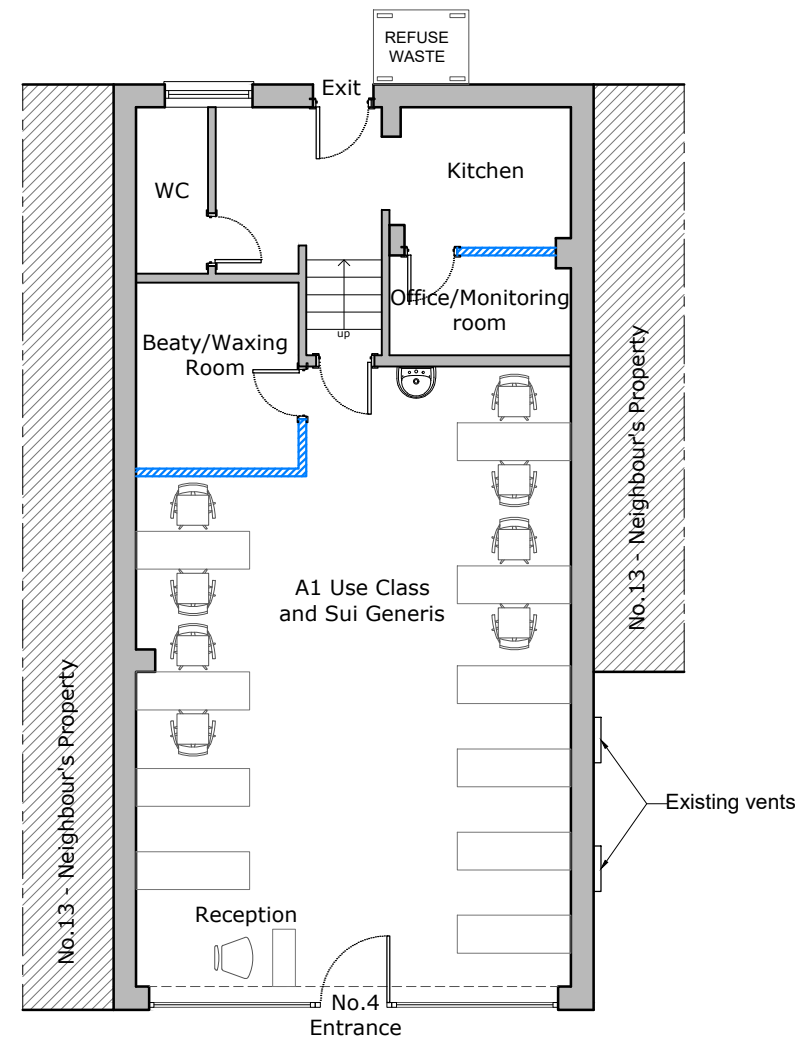 REFUSE
WASTE
Exit
Kitchen
WC
Office/Monitoring
room
up
Beaty/Waxing
Room
No.13 - Neighbour's Property
A1 Use Class
and Sui Generis
No.13 - Neighbour's Property
Existing vents
Reception
No.4
Entrance